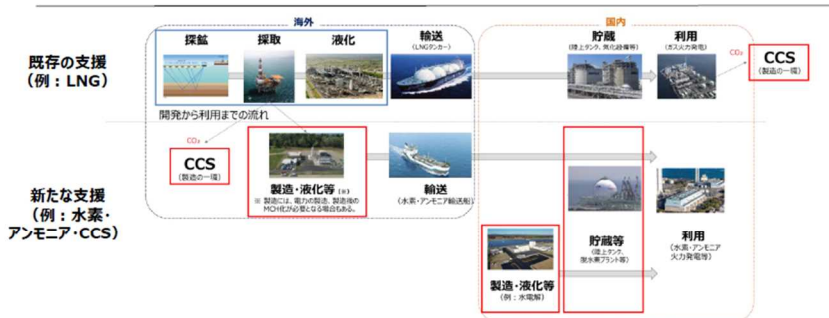 海外
国内
既存の支援
(例：LNG)
探鉱
採取
液化
輸送
(LNGタンカー)
貯蔵
(陸上タンク、気化設備等)
利用
(ガス火力発電)
CO₂
CCS
(製造の一環)
開発から利用までの流れ
CO₂
CCS
(製造の一環)
新たな支援
(例：水素・
アンモニア・CCS)
製造・液化等 (※)
※ 製造には、電力の製造、製造後の
MCH化が必要となる場合もある。
輸送
(水素・アンモニア輸送船)
製造・液化等
(例：水電解)
貯蔵等
(陸上タンク、
脱水素プラント等)
利用
(水素・アンモニア
火力発電等)